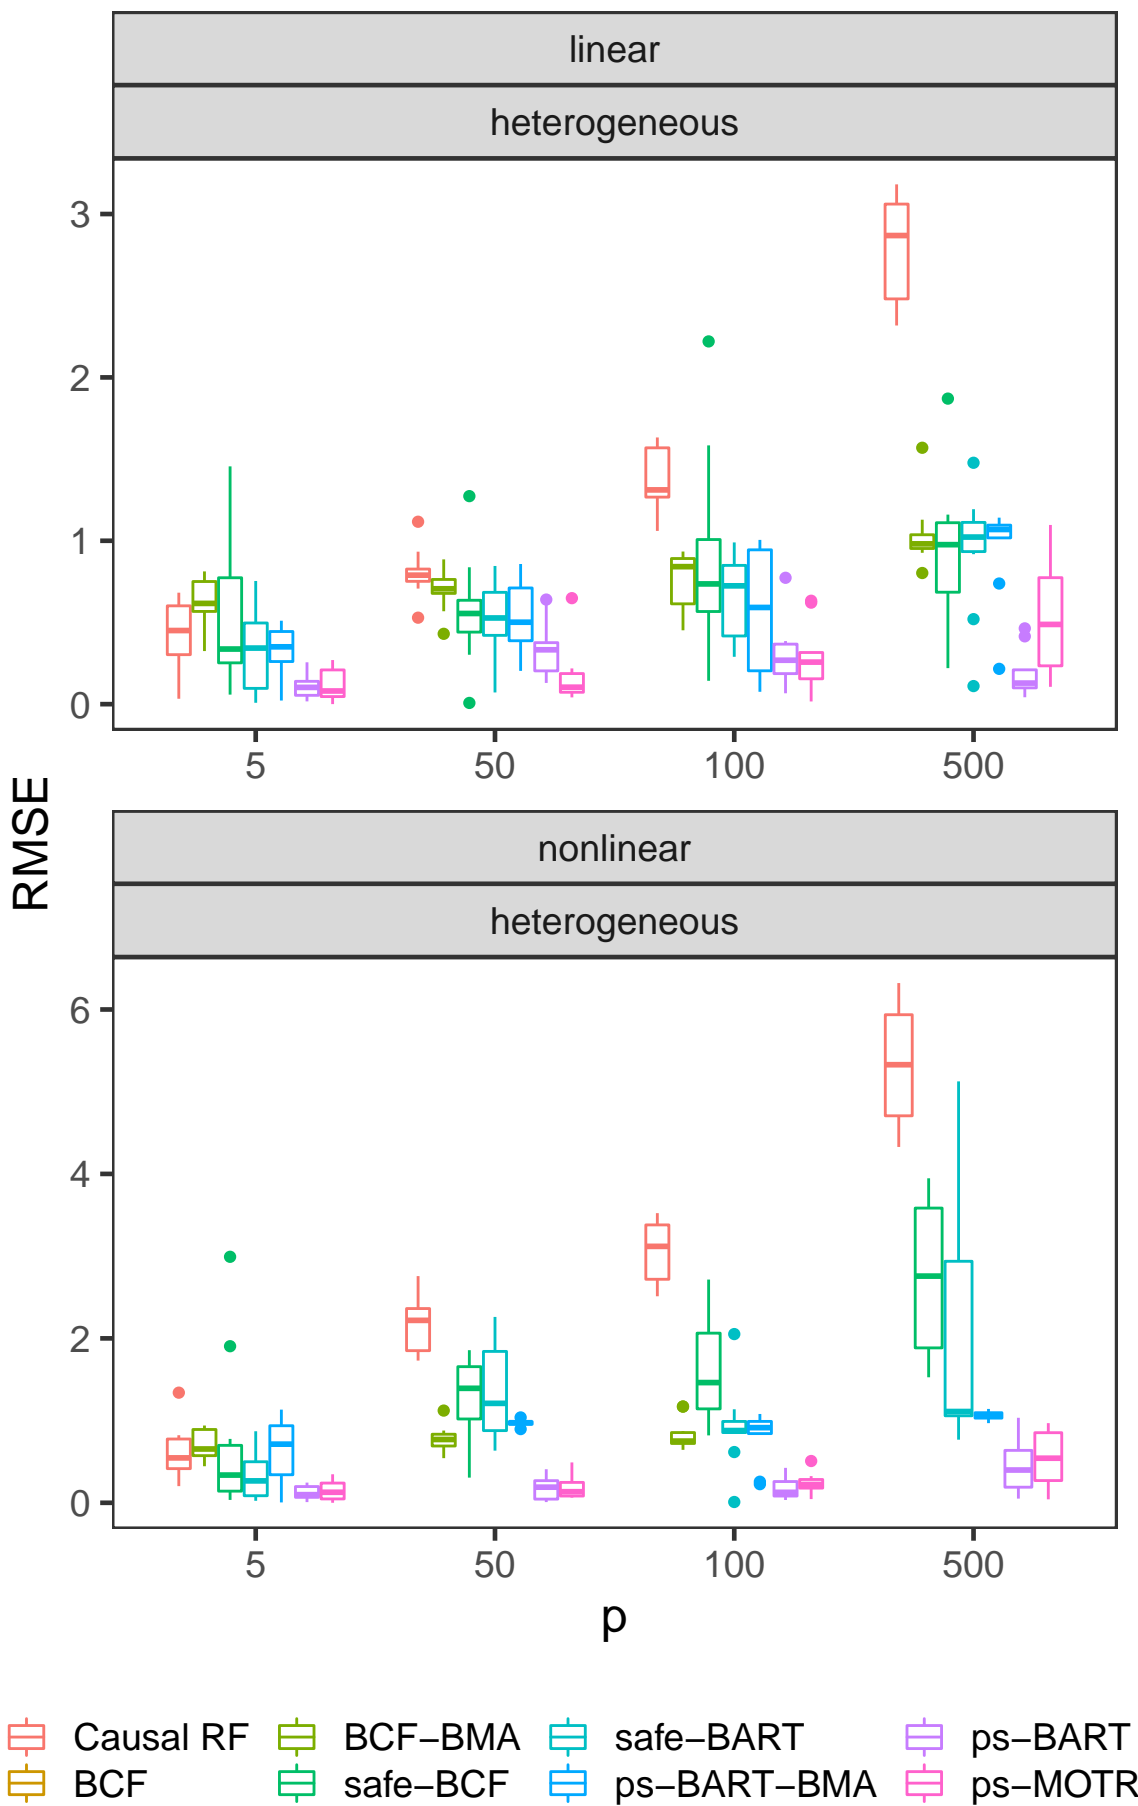 linear
heterogeneous
3
2
1
0
5 50 100 500
RMSE
nonlinear
heterogeneous
6
4
2
0
5 50 100 500
p
Causal RF BCF−BMA safe−BART ps−BART
BCF safe−BCF ps−BART−BMA ps−MOTR